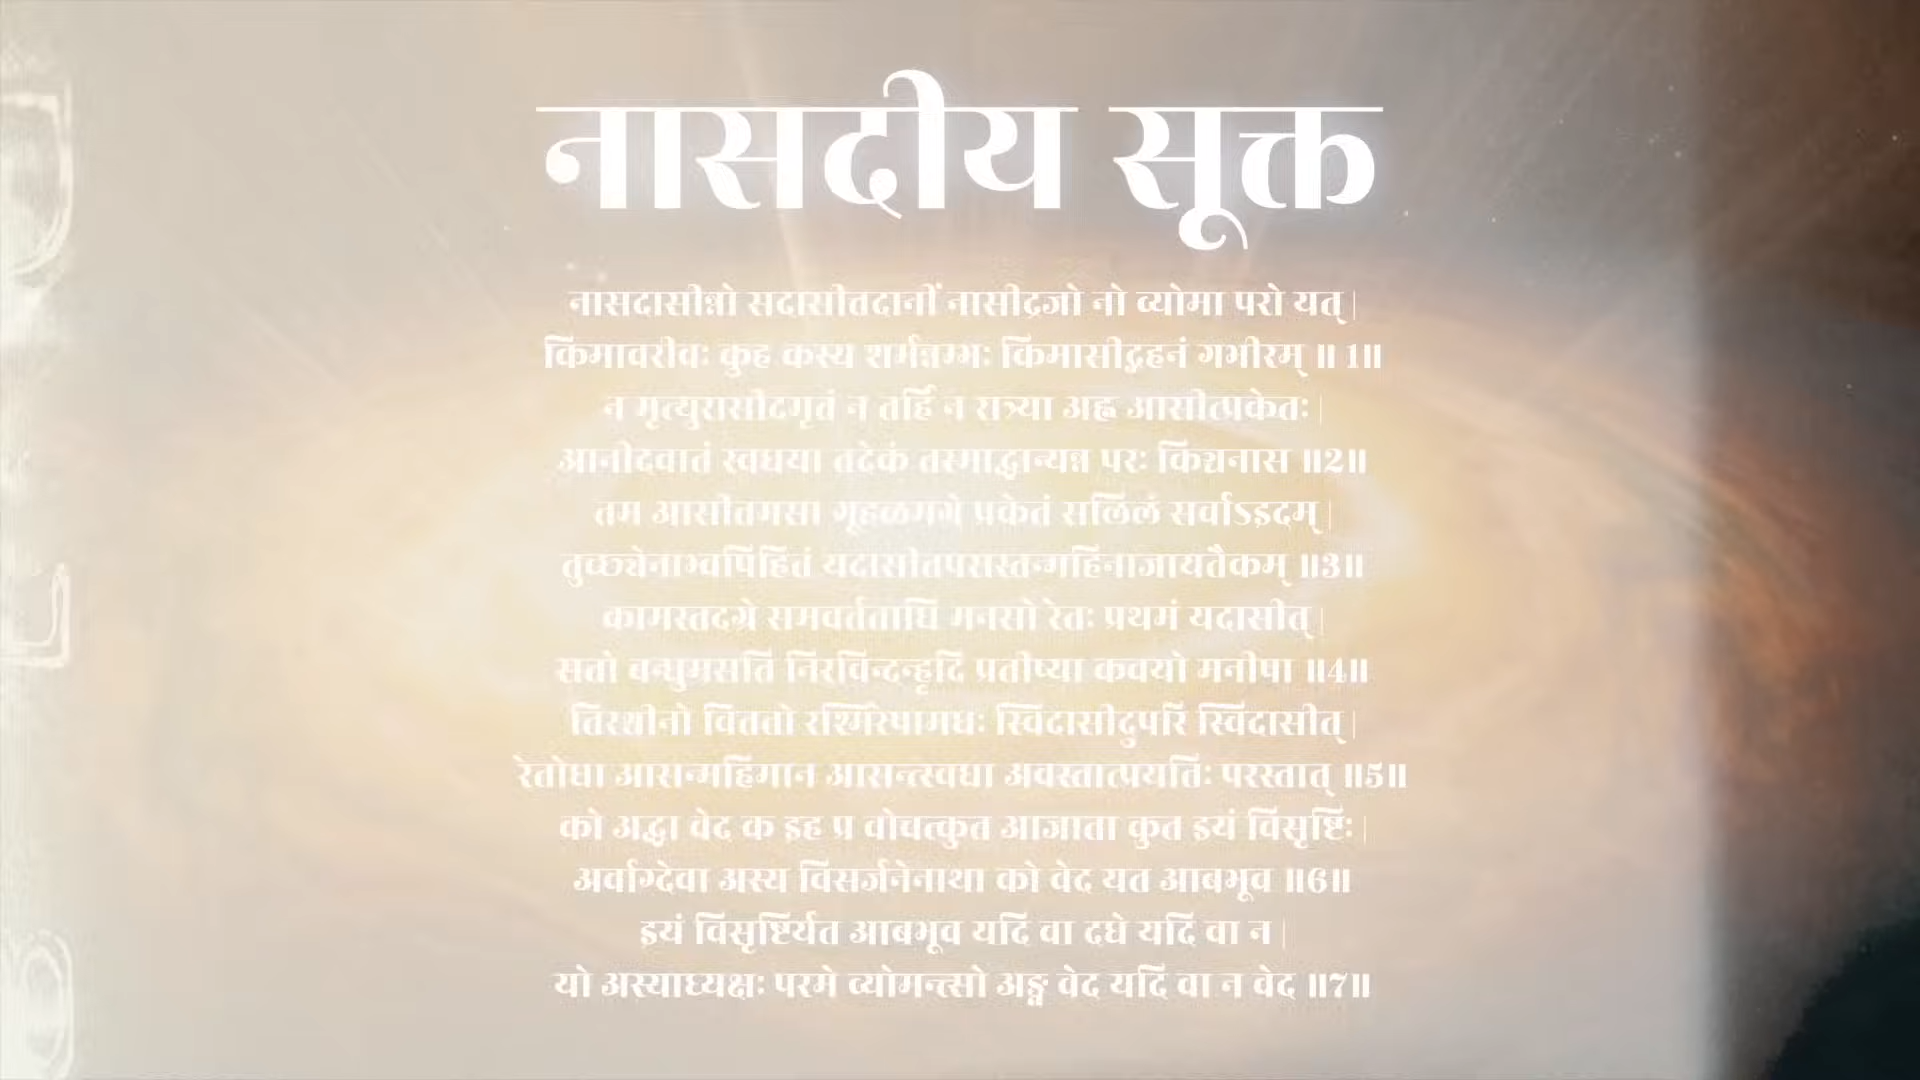 नासदीय सूक्त
नासदासीन्नो सदासीत्तदानीं नासीद्रजो नो व्योमा परो यत् |
किमावरीवः कुह कस्य शर्मन्नम्भः किमासीद्गहनं गभीरम् ॥ 1॥
न मृत्युरासीदमृतं न तर्हि न रात्र्या अह्न आसीत्प्रकेतः |
आनीदवातं स्वधया तदेकं तस्माद्धान्यन्न परः किञ्चनास ॥2॥
तम आसीत्तमसा गूहळमग्रे प्रकेतं सलिलं सर्वाऽइदम् |
तुच्छ्येनाभ्वपिहितं यदासीत्तपसस्तन्महिनाजायतैकम् ॥3॥
कामस्तदग्रे समवर्तताधि मनसो रेतः प्रथमं यदासीत् |
सतो बन्धुमसति निरविन्दन्हृदि प्रतीष्या कवयो मनीषा ॥4॥
तिरश्चीनो विततो रश्मिरेषामधः स्विदासीदुपरि स्विदासीत् |
रेतोधा आसन्महिमान आसन्त्स्वधा अवस्तात्प्रयतिः परस्तात् ॥5॥
को अद्धा वेद क इह प्र वोचत्कुत आजाता कुत इयं विसृष्टिः |
अर्वाग्देवा अस्य विसर्जनेनाथा को वेद यत आबभूव ॥6॥
इयं विसृष्टिर्यत आबभूव यदि वा दधे यदि वा न |
यो अस्याध्यक्षः परमे व्योमन्त्सो अङ्ग वेद यदि वा न वेद ॥7॥